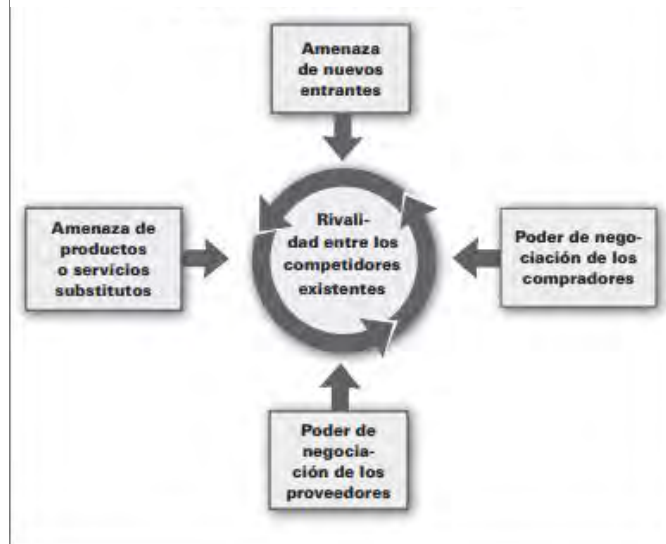 Amenaza
de nuevos
entrantes
Amenaza de
productos
o servicios
substitutos
Rivali-
dad entre los
competidores
existentes
Poder de nego-
ciación de los
compradores
Poder de
negocia-
ción de los
proveedores